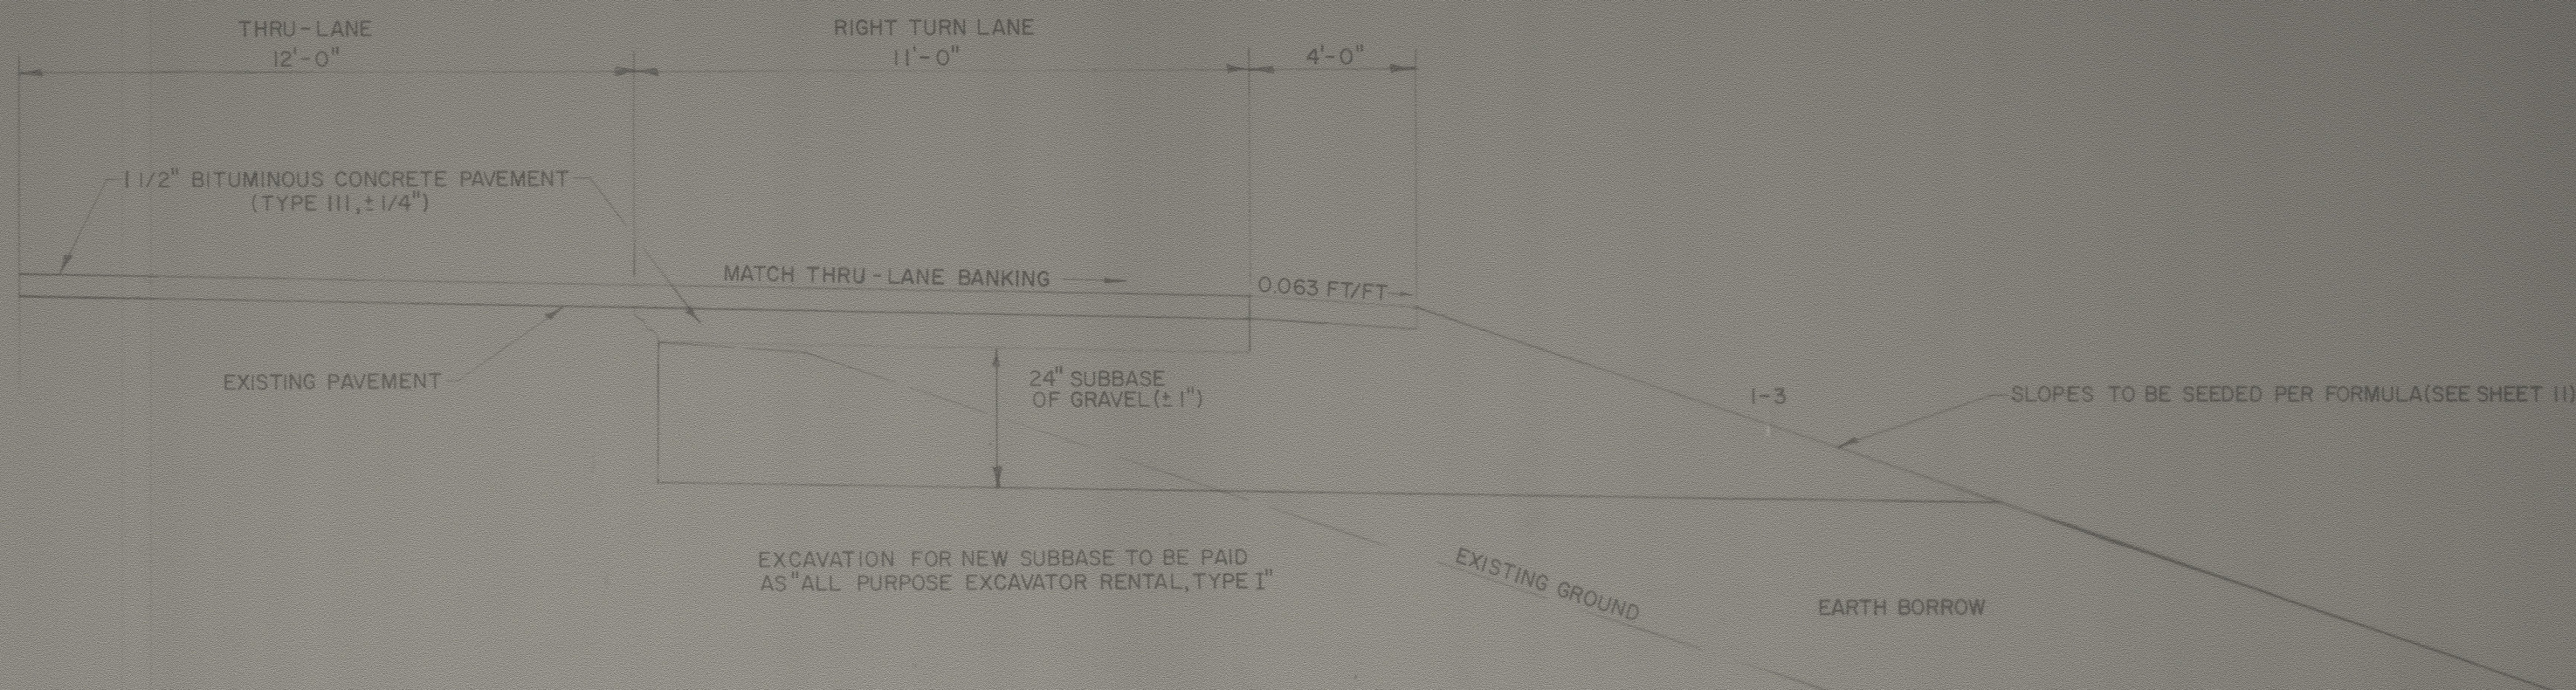 THRU-LANE
12'-0"
RIGHT TURN LANE
11'-0"
4'-0"
1 1/2" BITUMINOUS CONCRETE PAVEMENT
(TYPE III, ± 1/4")
MATCH THRU-LANE BANKING
0.063 FT/FT
EXISTING PAVEMENT
24" SUBBASE
OF GRAVEL (± 1")
1-3
SLOPES TO BE SEEDED PER FORMULA (SEE SHEET 11)
EXCAVATION FOR NEW SUBBASE TO BE PAID
AS "ALL PURPOSE EXCAVATOR RENTAL, TYPE I"
EXISTING GROUND
EARTH BORROW